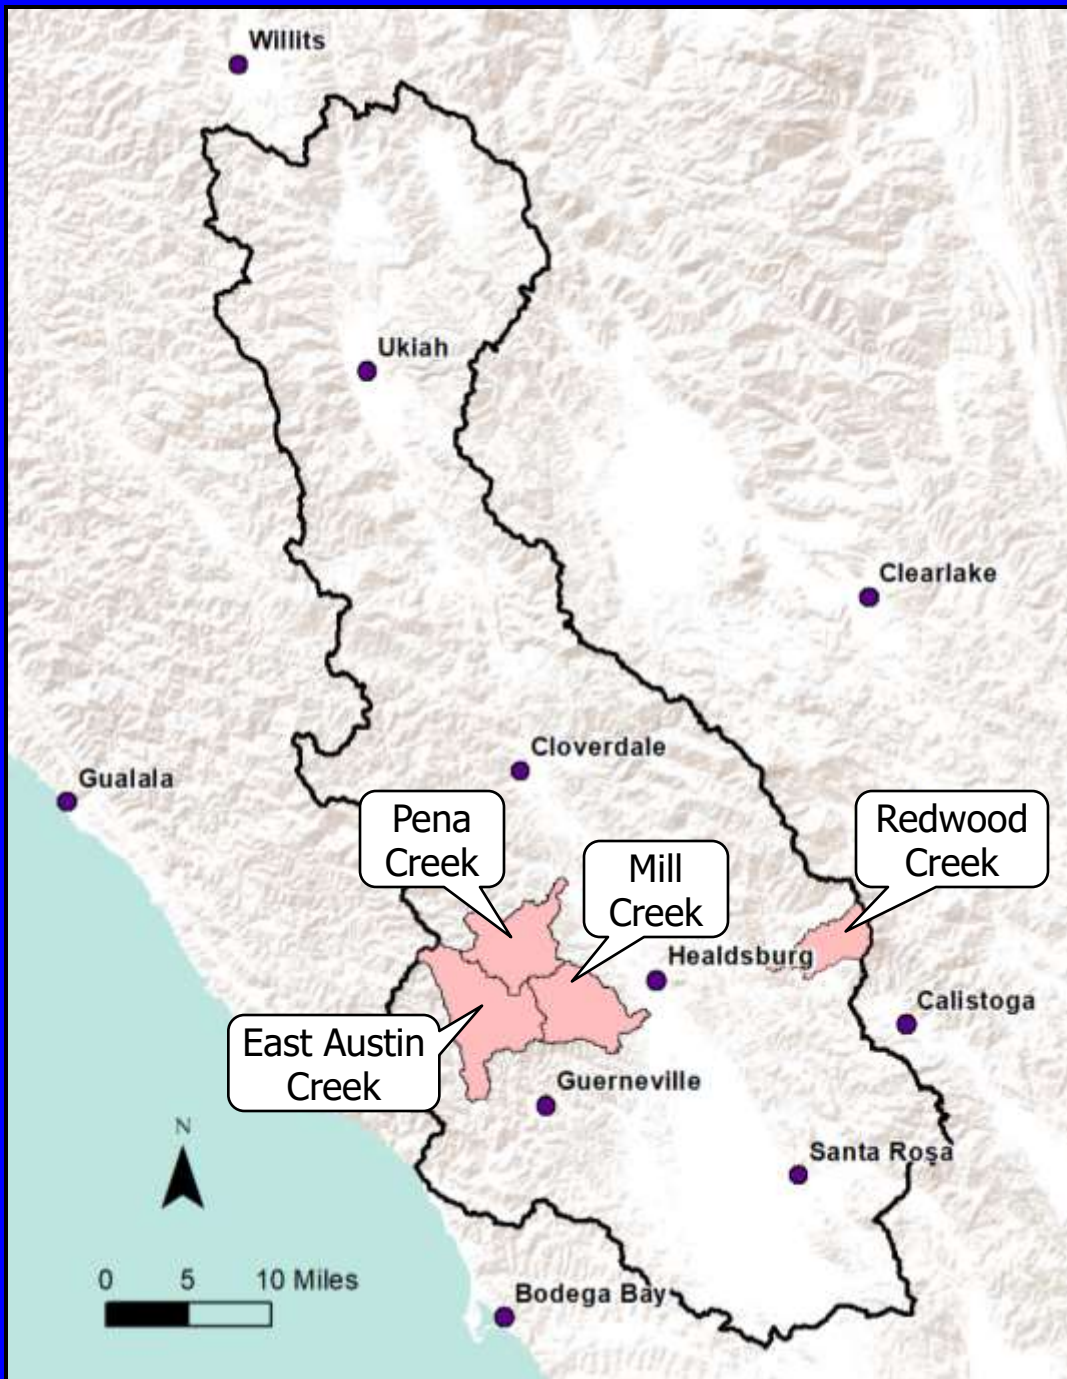 Willits
Ukiah
Clearlake
Cloverdale
Gualala
Pena
Creek
Redwood
Creek
Mill
Creek
Healdsburg
Calistoga
East Austin
Creek
Guerneville
N
Santa Rosa
0 5 10 Miles
Bodega Bay